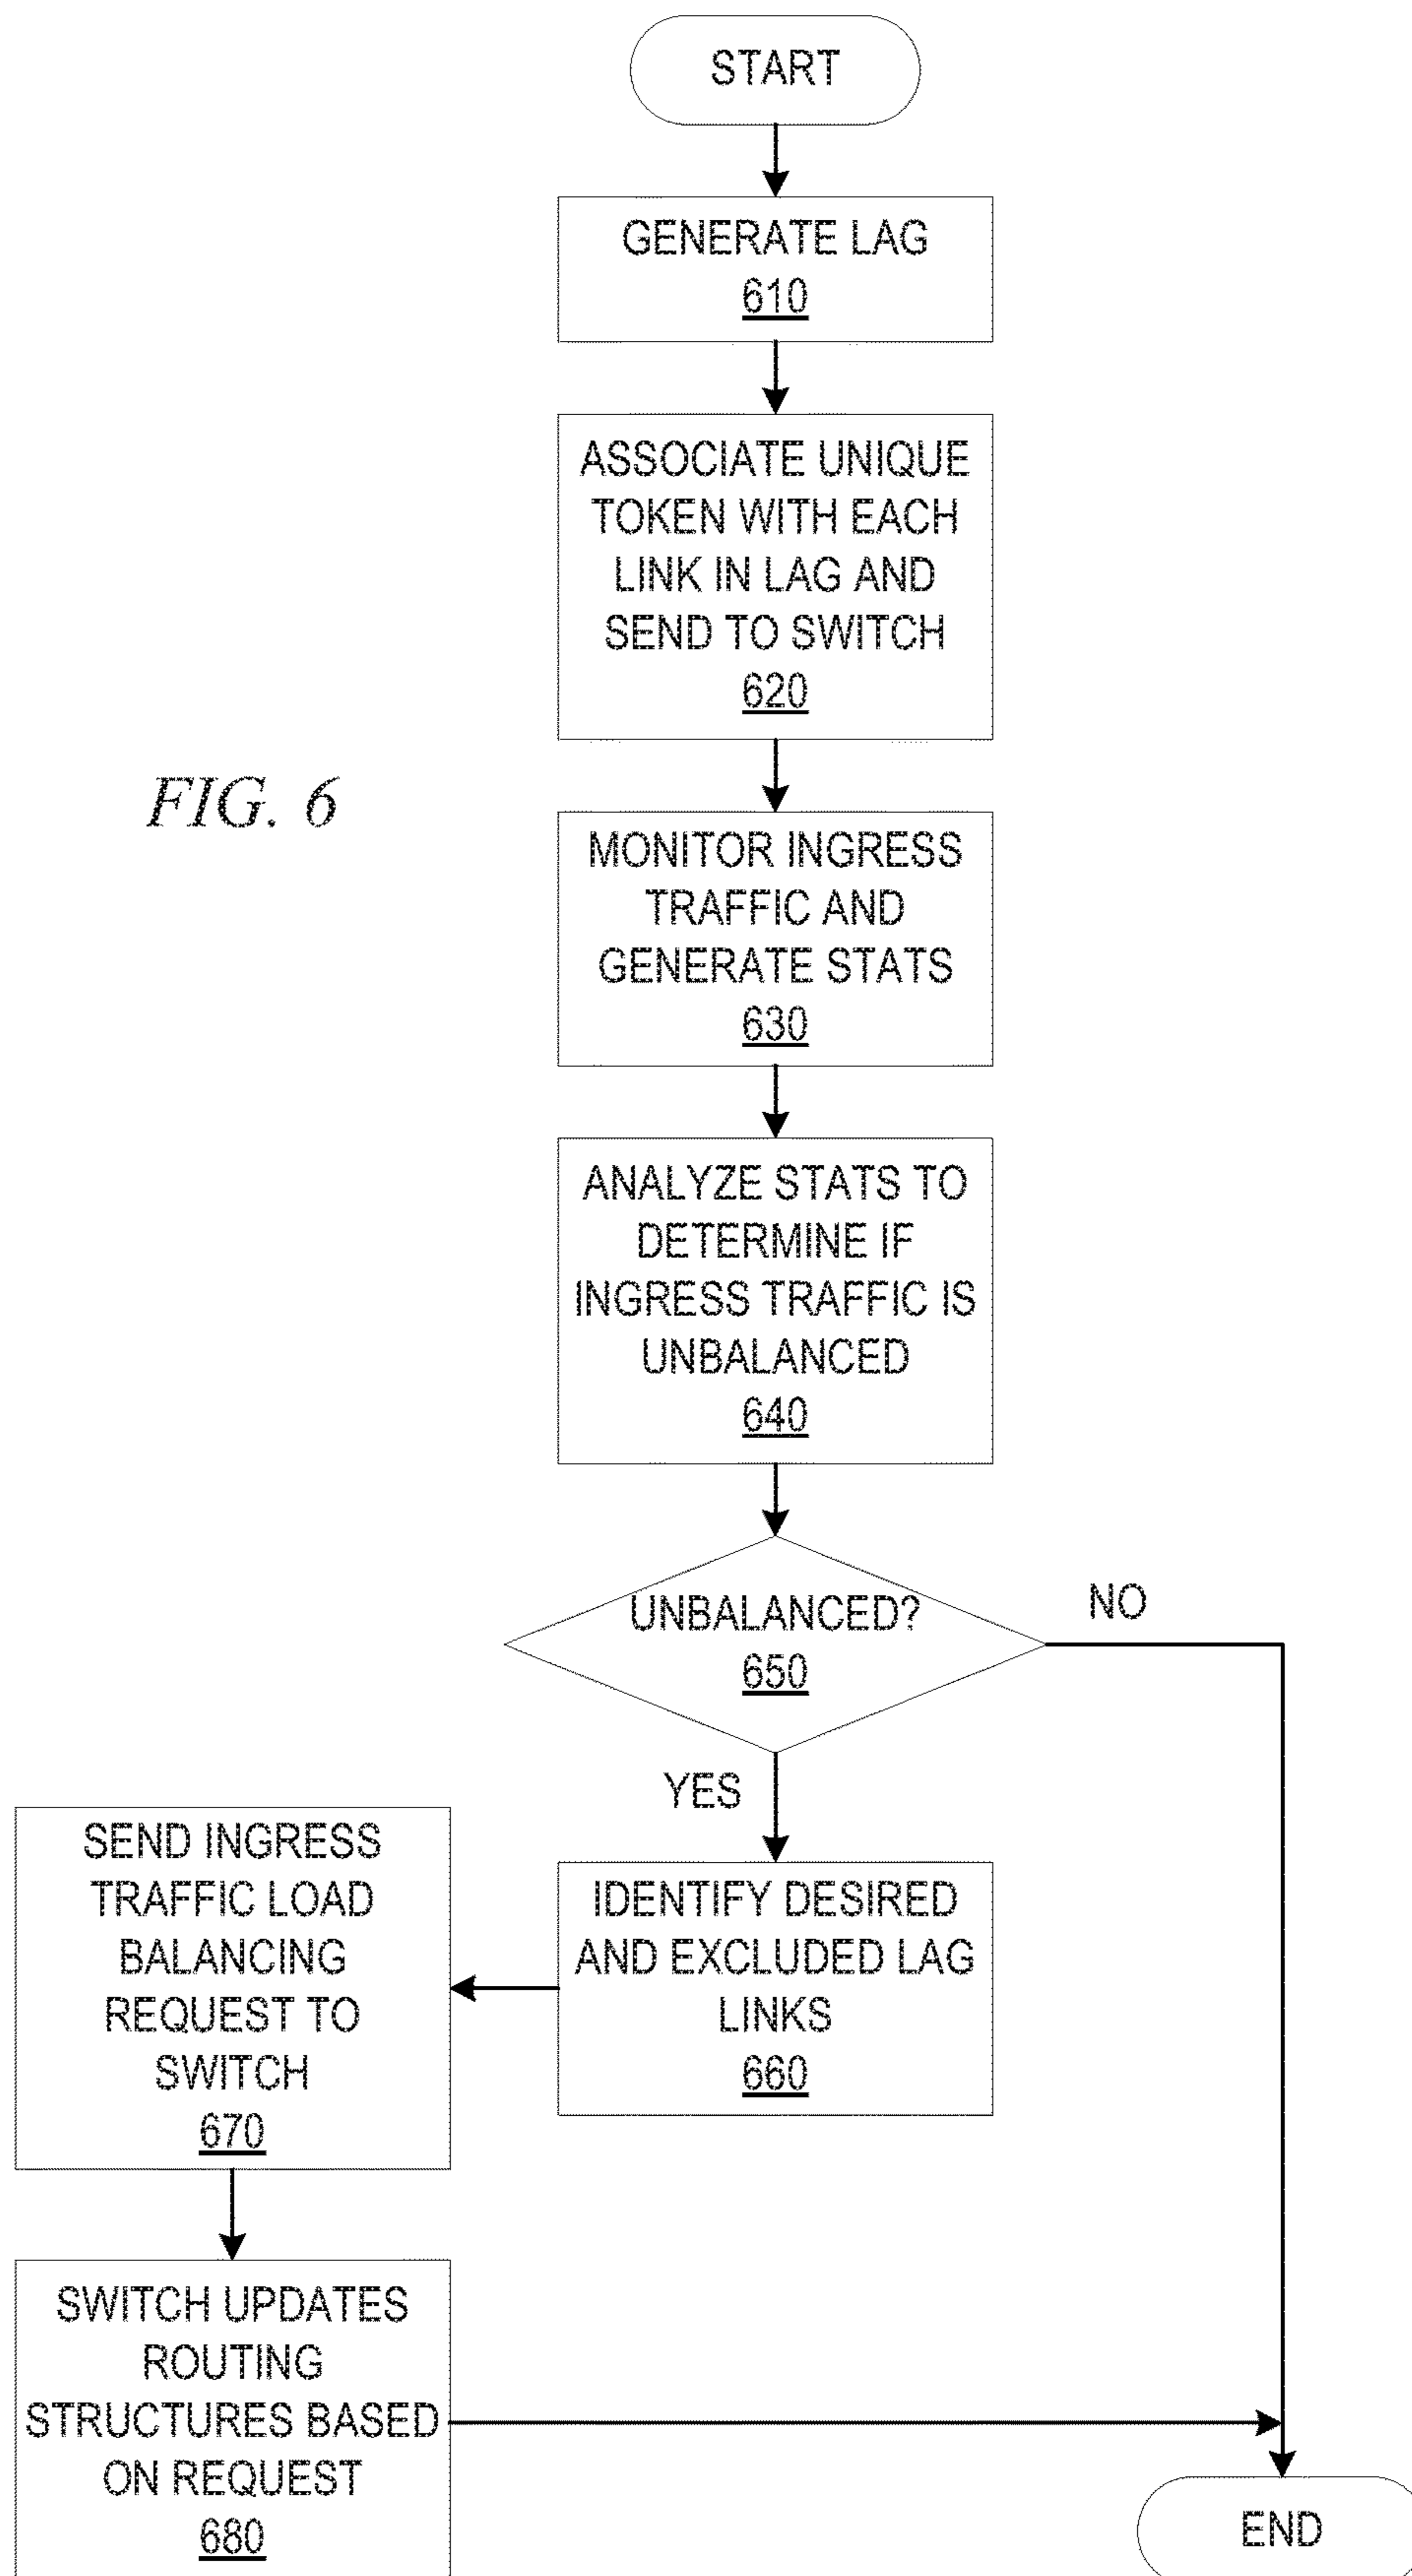 START
GENERATE LAG
610
ASSOCIATE UNIQUE
TOKEN WITH EACH
LINK IN LAG AND
SEND TO SWITCH
620
FIG. 6
MONITOR INGRESS
TRAFFIC AND
GENERATE STATS
630
ANALYZE STATS TO
DETERMINE IF
INGRESS TRAFFIC IS
UNBALANCED
640
UNBALANCED?
650
NO
YES
IDENTIFY DESIRED
AND EXCLUDED LAG
LINKS
660
SEND INGRESS
TRAFFIC LOAD
BALANCING
REQUEST TO
SWITCH
670
SWITCH UPDATES
ROUTING
STRUCTURES BASED
ON REQUEST
680
END